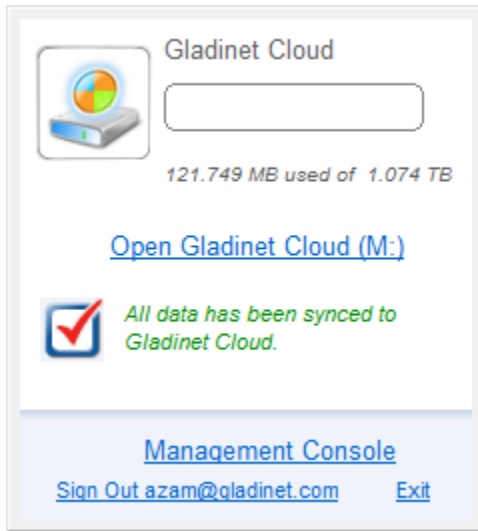 Gladinet Cloud
121.749 MB used of 1.074 TB
Open Gladinet Cloud (M:)
All data has been synced to
Gladinet Cloud.
Management Console
Sign Out azam@gladinet.com Exit